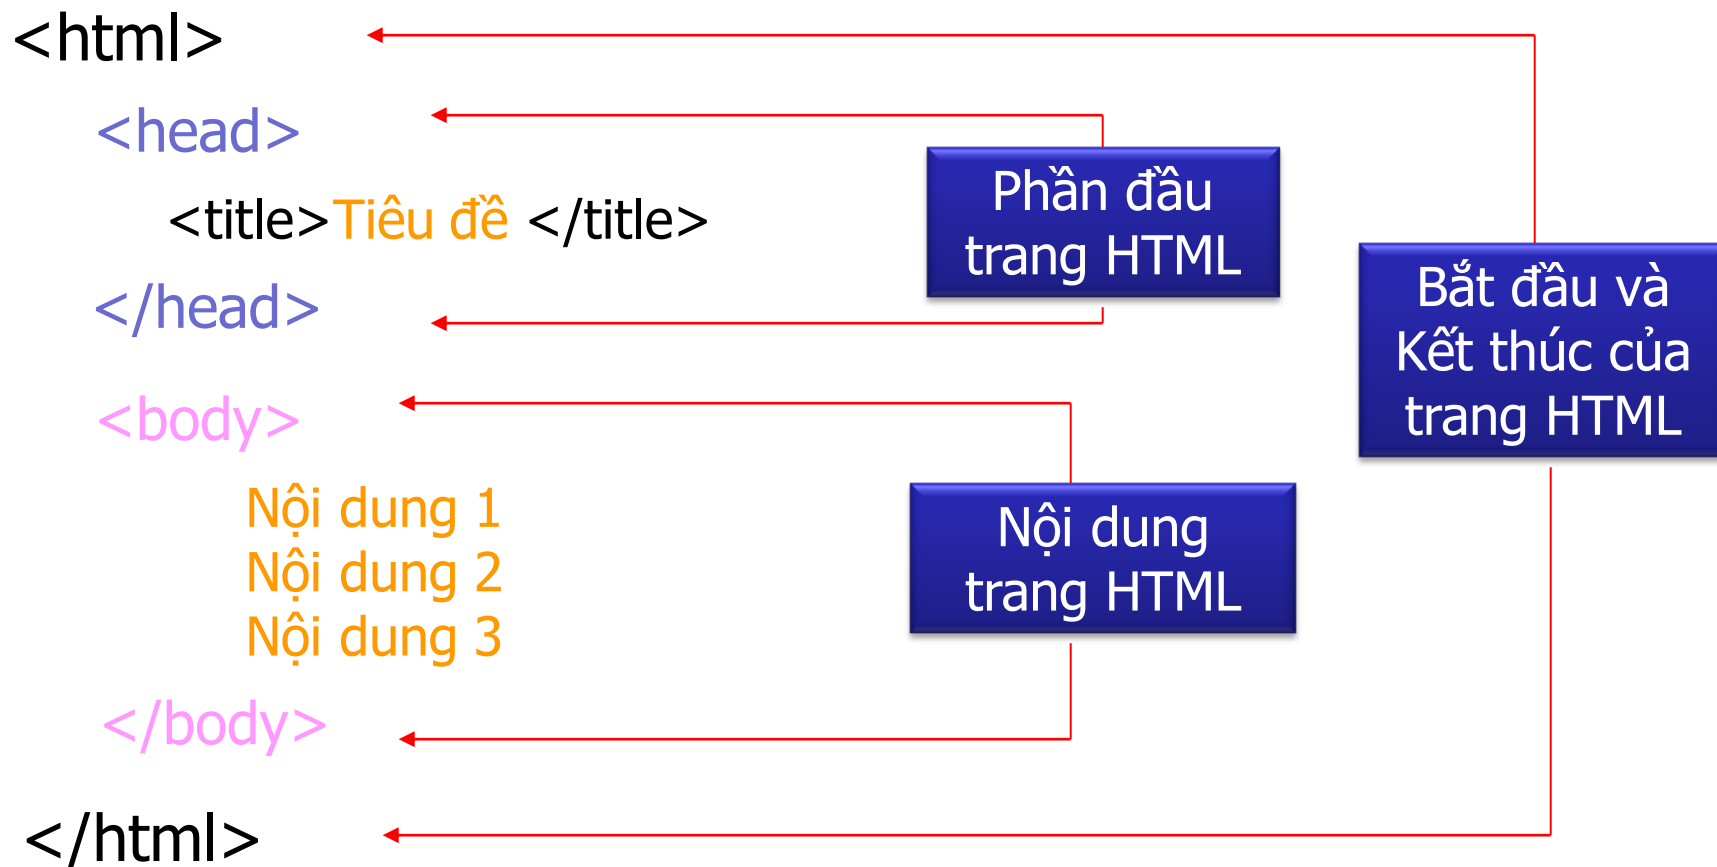 <html>
<head>
<title>Tiêu đề </title>
</head>
<body>
Nội dung 1
Nội dung 2
Nội dung 3
</body>
</html>
Phần đầu
trang HTML
Nội dung
trang HTML
Bắt đầu và
Kết thúc của
trang HTML